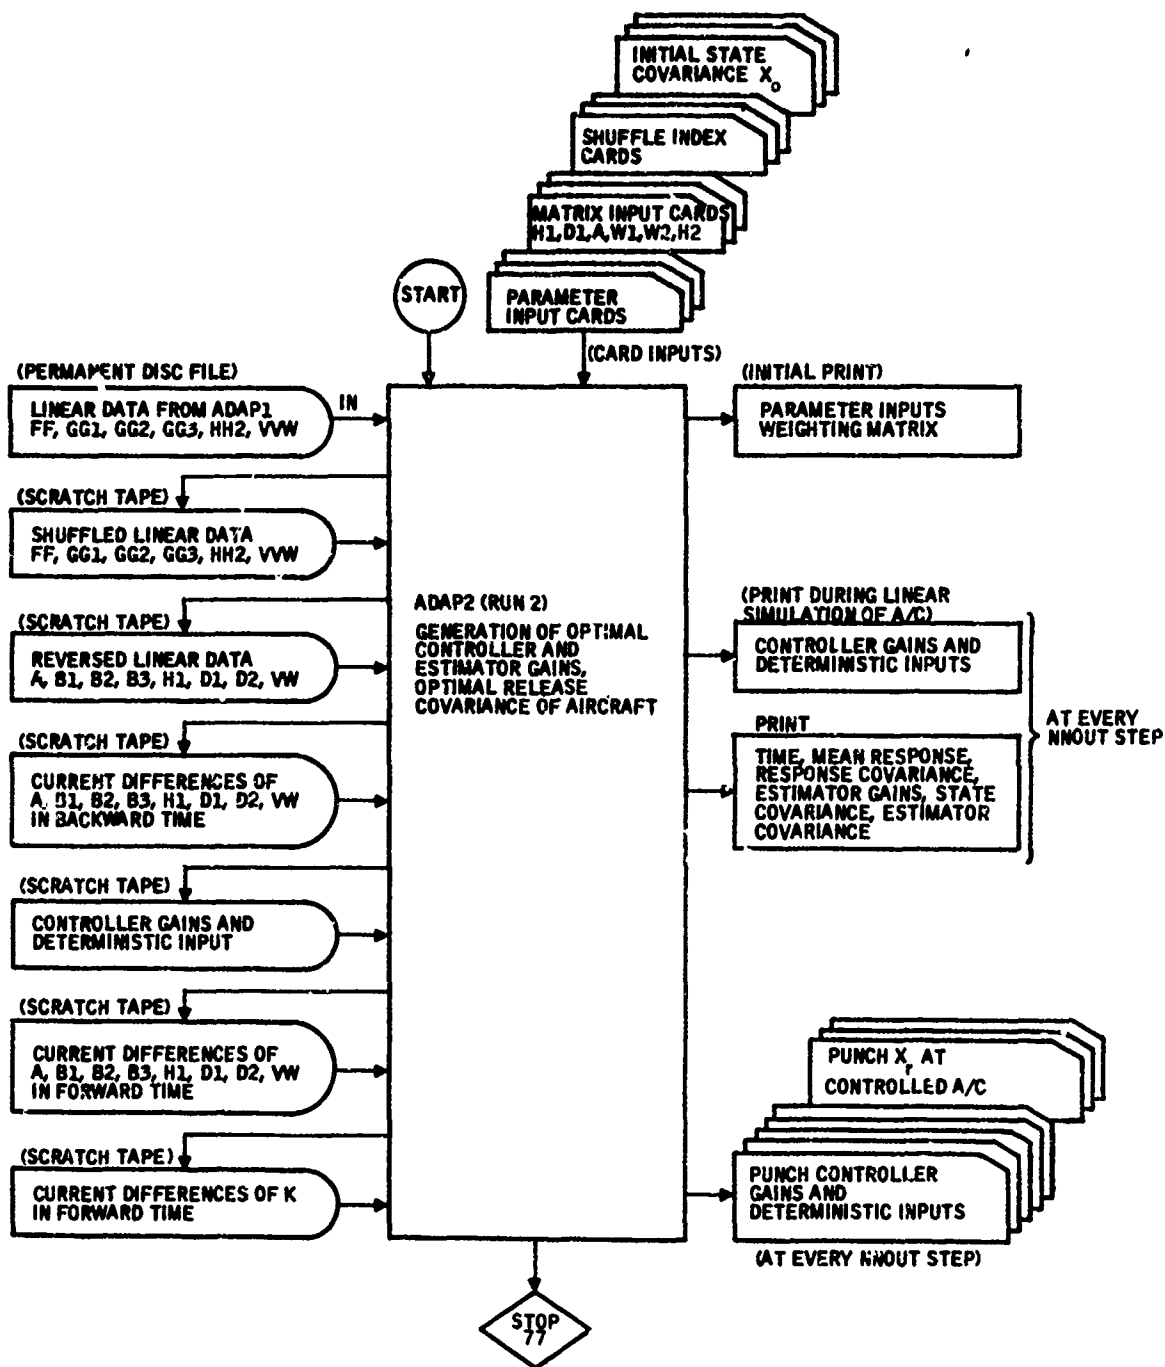 INITIAL STATE
COVARIANCE X₀
SHUFFLE INDEX
CARDS
MATRIX INPUT CARDS
H1,D1,A,W1,W2,H2
PARAMETER
INPUT CARDS
START
(CARD INPUTS)
(PERMANENT DISC FILE)
LINEAR DATA FROM ADAP1
FF, GG1, GG2, GG3, HH2, VVW
IN
(SCRATCH TAPE)
SHUFFLED LINEAR DATA
FF, GG1, GG2, GG3, HH2, VVW
(SCRATCH TAPE)
REVERSED LINEAR DATA
A, B1, B2, B3, H1, D1, D2, VW
(SCRATCH TAPE)
CURRENT DIFFERENCES OF
A, B1, B2, B3, H1, D1, D2, VW
IN BACKWARD TIME
(SCRATCH TAPE)
CONTROLLER GAINS AND
DETERMINISTIC INPUT
(SCRATCH TAPE)
CURRENT DIFFERENCES OF
A, B1, B2, B3, H1, D1, D2, VW
IN FORWARD TIME
(SCRATCH TAPE)
CURRENT DIFFERENCES OF K
IN FORWARD TIME
ADAP2 (RUN 2)
GENERATION OF OPTIMAL
CONTROLLER AND
ESTIMATOR GAINS,
OPTIMAL RELEASE
COVARIANCE OF AIRCRAFT
(INITIAL PRINT)
PARAMETER INPUTS
WEIGHTING MATRIX
(PRINT DURING LINEAR
SIMULATION OF A/C)
CONTROLLER GAINS AND
DETERMINISTIC INPUTS
PRINT
TIME, MEAN RESPONSE,
RESPONSE COVARIANCE,
ESTIMATOR GAINS, STATE
COVARIANCE, ESTIMATOR
COVARIANCE
AT EVERY
NNOUT STEP
PUNCH Xᵣ AT
CONTROLLED A/C
PUNCH CONTROLLER
GAINS AND
DETERMINISTIC INPUTS
(AT EVERY NNOUT STEP)
STOP
77